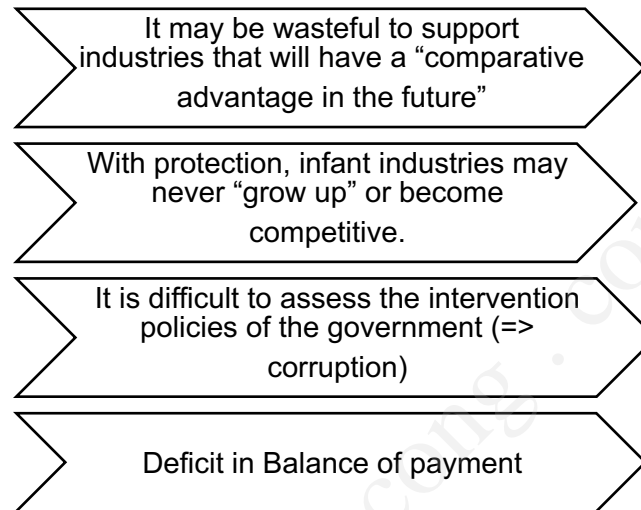 It may be wasteful to support
industries that will have a “comparative
advantage in the future”
With protection, infant industries may
never “grow up” or become
competitive.
It is difficult to assess the intervention
policies of the government (=>
corruption)
Deficit in Balance of payment
cong . co